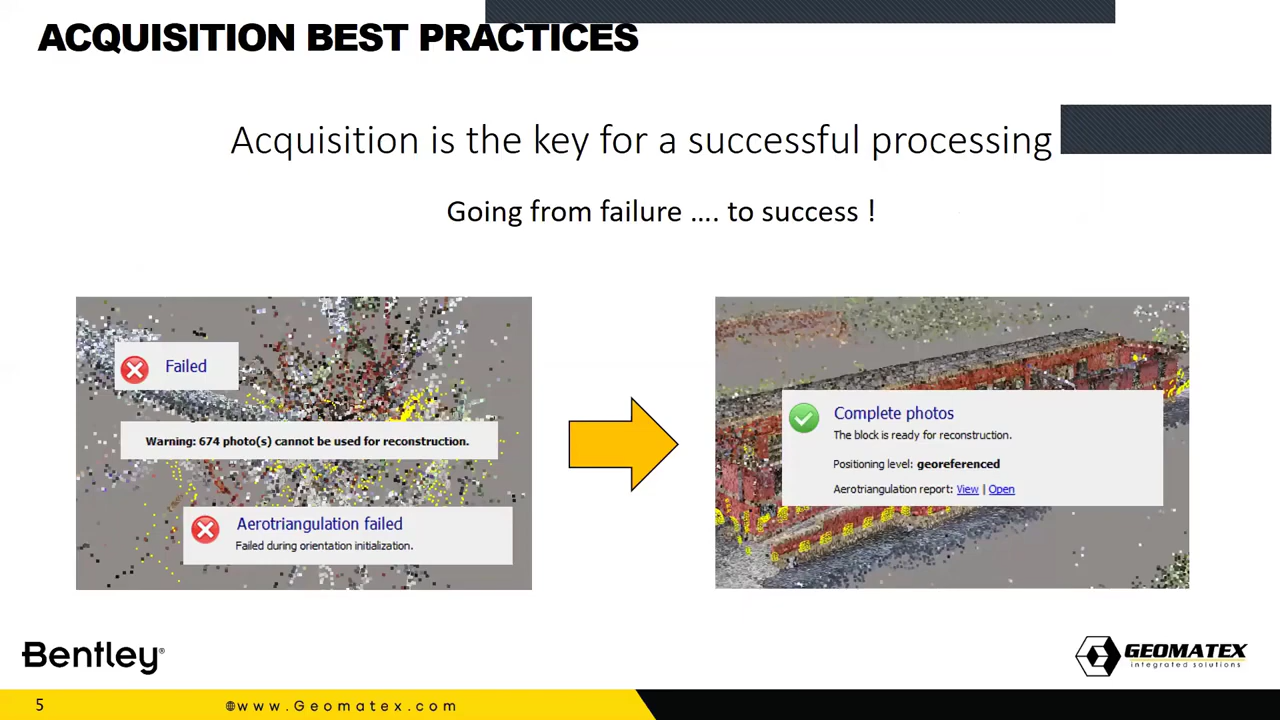 ACQUISITION BEST PRACTICES
Acquisition is the key for a successful processing
Going from failure .... to success !
Failed
Warning: 674 photo(s) cannot be used for reconstruction.
Aerotriangulation failed
Failed during orientation initialization.
Complete photos
The block is ready for reconstruction.
Positioning level: georeferenced
Aerotriangulation report: View | Open
Bentley®
GEOMATEX
integrated solutions
5
www.Geomatex.com